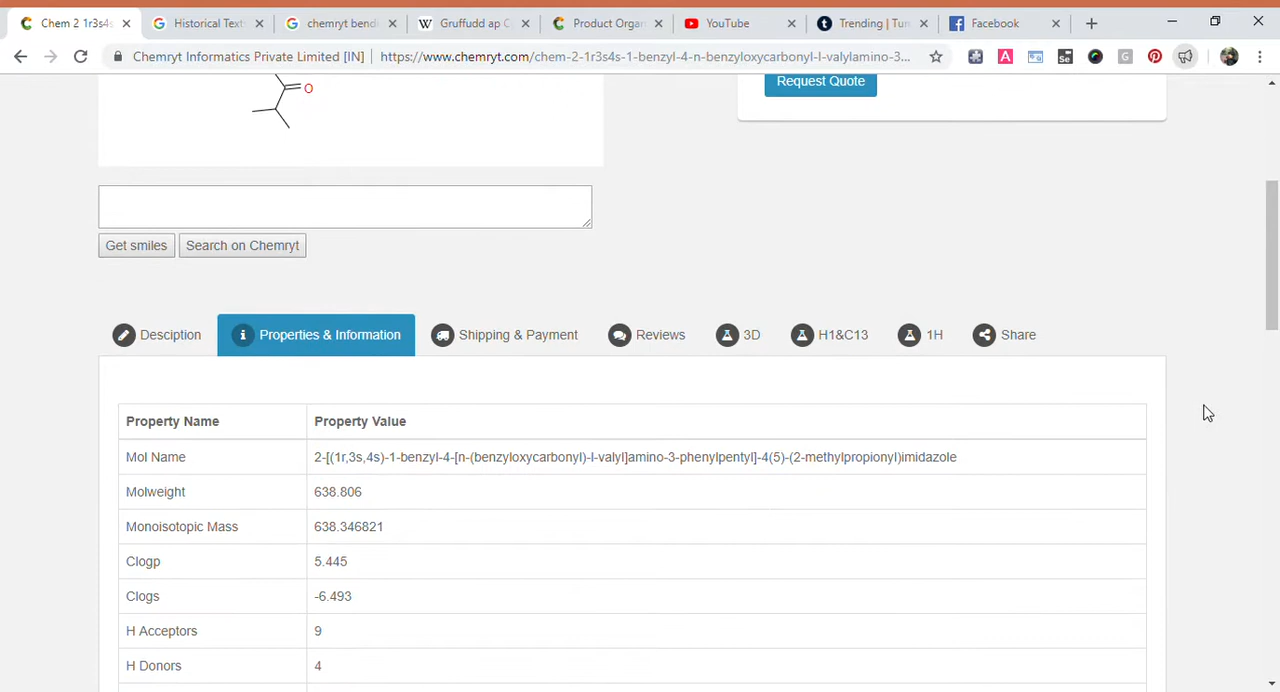 Chem 2 1r3s4s
Historical Text
chemryt bend
Gruffudd ap C
Product Organ
YouTube
Trending | Tum
Facebook
Chemryt Informatics Private Limited [IN] | https://www.chemryt.com/chem-2-1r3s4s-1-benzyl-4-n-benzyloxycarbonyl-l-valylamino-3...
O
Request Quote
Get smiles
Search on Chemryt
Desciption
Properties & Information
Shipping & Payment
Reviews
3D
H1&C13
1H
Share
Property Name Property Value
Mol Name 2-[(1r,3s,4s)-1-benzyl-4-[n-(benzyloxycarbonyl)-l-valyl]amino-3-phenylpentyl]-4(5)-(2-methylpropionyl)imidazole
Molweight 638.806
Monoisotopic Mass 638.346821
Clogp 5.445
Clogs -6.493
H Acceptors 9
H Donors 4